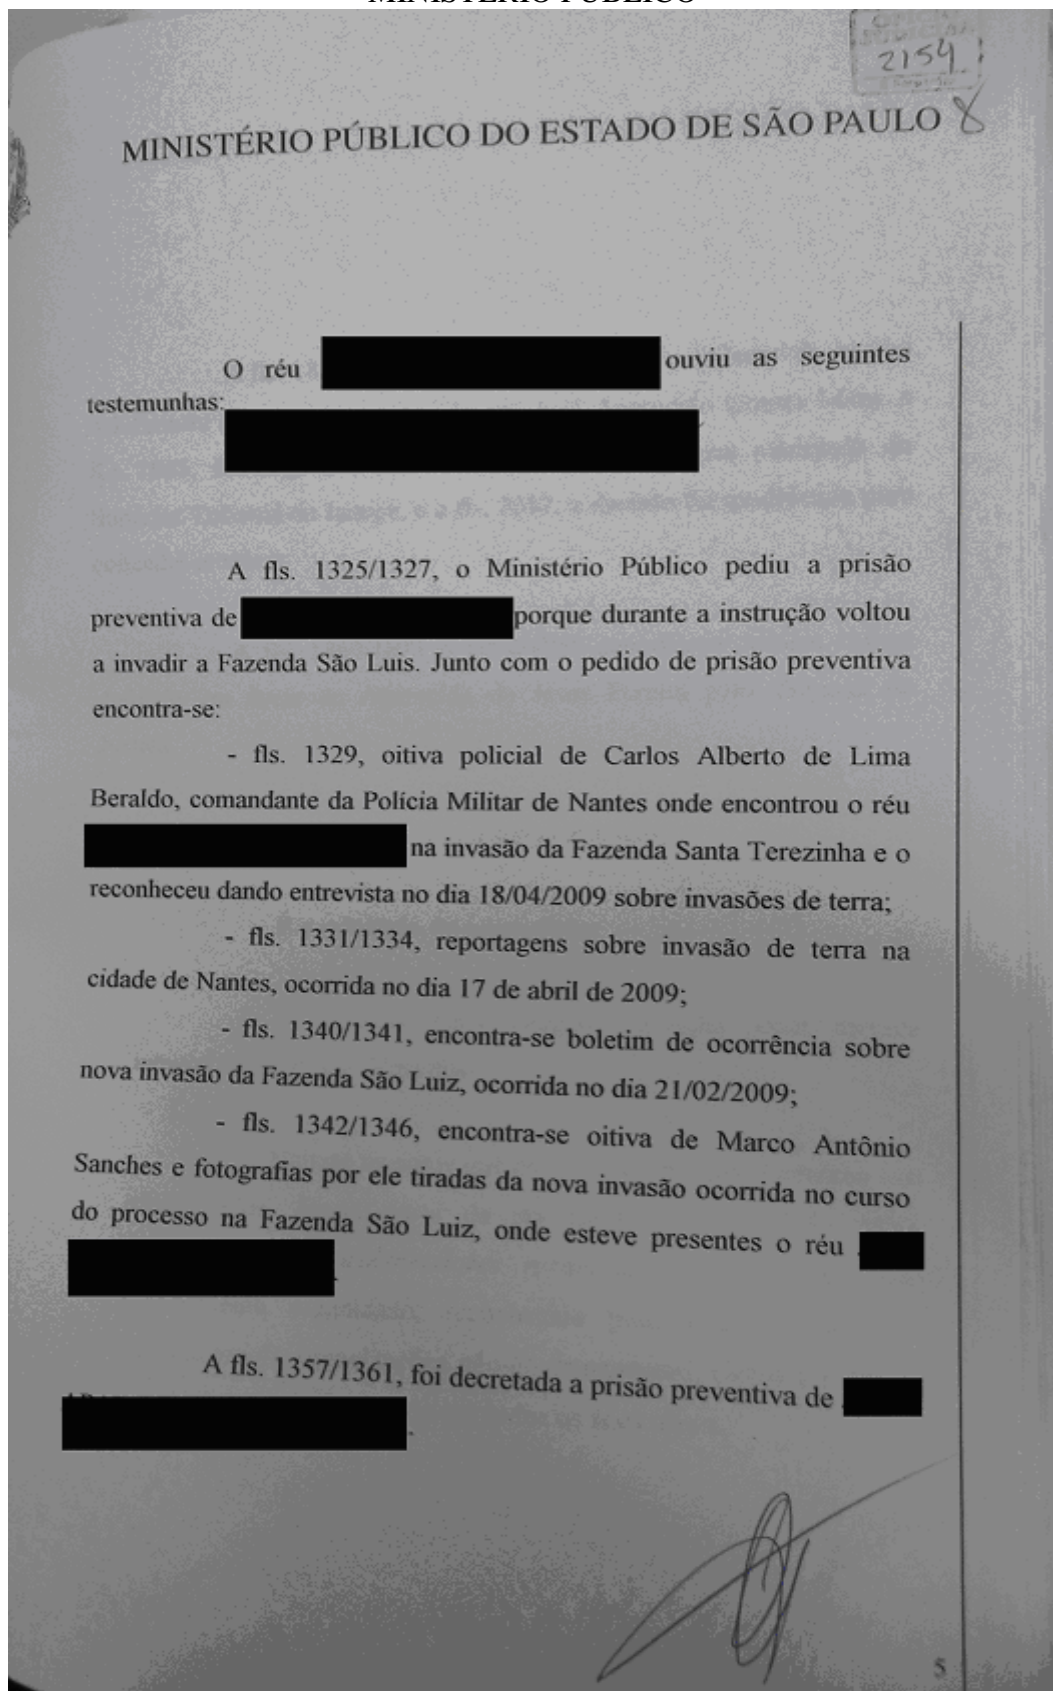 MINISTÉRIO PÚBLICO
2154
MINISTÉRIO PÚBLICO DO ESTADO DE SÃO PAULO
O réu ouviu as seguintes
testemunhas:
A fls. 1325/1327, o Ministério Público pediu a prisão
preventiva de porque durante a instrução voltou
a invadir a Fazenda São Luis. Junto com o pedido de prisão preventiva
encontra-se:
- fls. 1329, oitiva policial de Carlos Alberto de Lima
Beraldo, comandante da Polícia Militar de Nantes onde encontrou o réu
na invasão da Fazenda Santa Terezinha e o
reconheceu dando entrevista no dia 18/04/2009 sobre invasões de terra;
- fls. 1331/1334, reportagens sobre invasão de terra na
cidade de Nantes, ocorrida no dia 17 de abril de 2009;
- fls. 1340/1341, encontra-se boletim de ocorrência sobre
nova invasão da Fazenda São Luiz, ocorrida no dia 21/02/2009;
- fls. 1342/1346, encontra-se oitiva de Marco Antônio
Sanches e fotografias por ele tiradas da nova invasão ocorrida no curso
do processo na Fazenda São Luiz, onde esteve presentes o réu
.
A fls. 1357/1361, foi decretada a prisão preventiva de
.
5